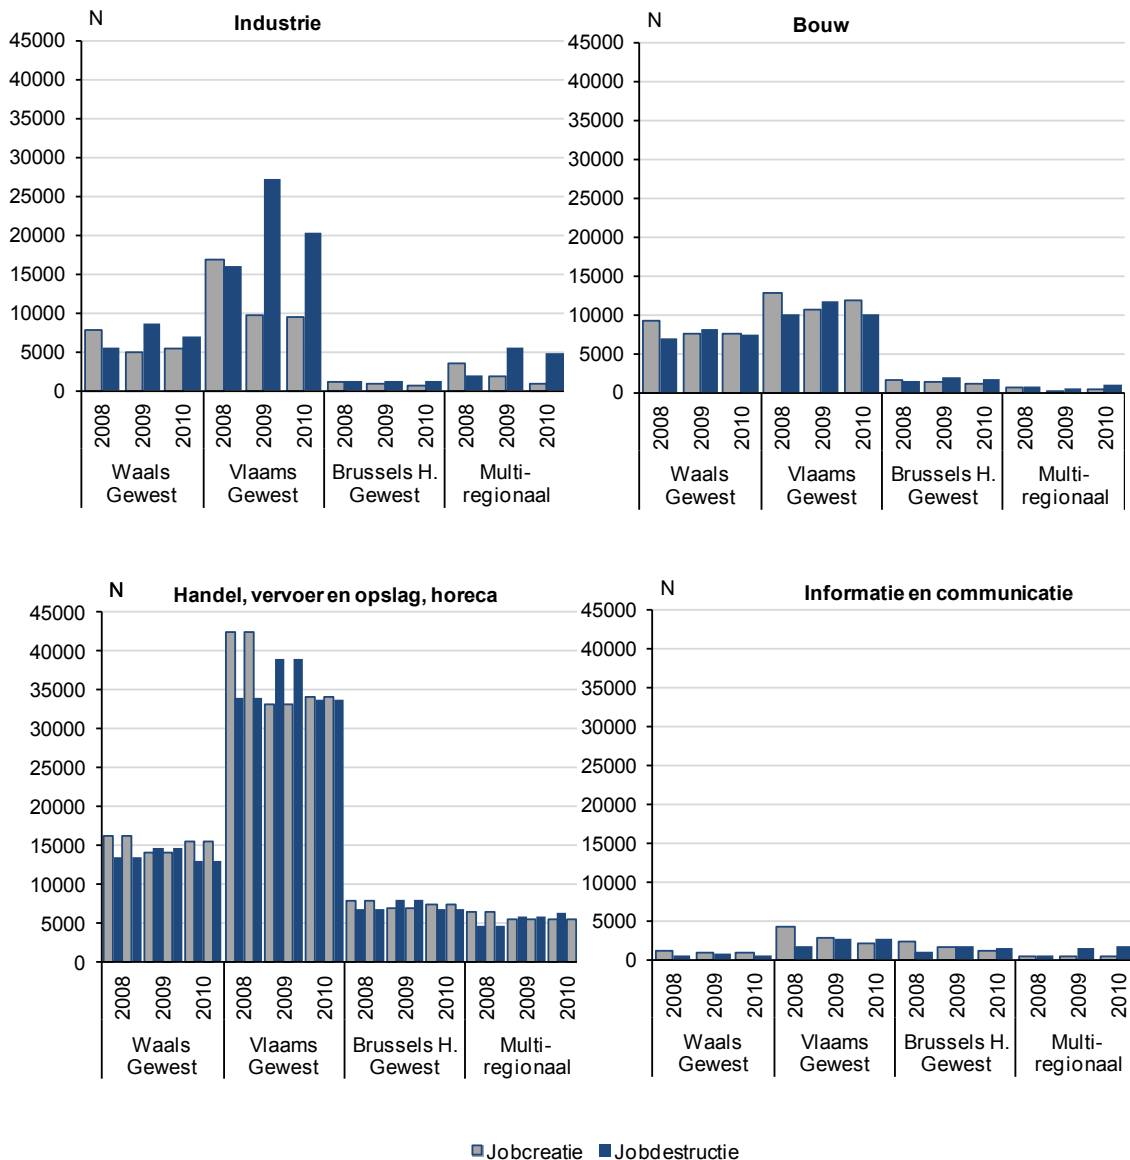 N
Industrie
45000
40000
35000
30000
25000
20000
15000
10000
5000
0
2008 2009 2010 2008 2009 2010 2008 2009 2010 2008 2009 2010
Waals Gewest
Vlaams Gewest
Brussels H. Gewest
Multi-regionaal
N
Bouw
45000
40000
35000
30000
25000
20000
15000
10000
5000
0
2008 2009 2010 2008 2009 2010 2008 2009 2010 2008 2009 2010
Waals Gewest
Vlaams Gewest
Brussels H. Gewest
Multi-regionaal
N
Handel, vervoer en opslag, horeca
45000
40000
35000
30000
25000
20000
15000
10000
5000
0
2008 2009 2010 2008 2009 2010 2008 2009 2010 2008 2009 2010
Waals Gewest
Vlaams Gewest
Brussels H. Gewest
Multi-regionaal
N
Informatie en communicatie
45000
40000
35000
30000
25000
20000
15000
10000
5000
0
2008 2009 2010 2008 2009 2010 2008 2009 2010 2008 2009 2010
Waals Gewest
Vlaams Gewest
Brussels H. Gewest
Multi-regionaal
Jobcreatie Jobdestructie